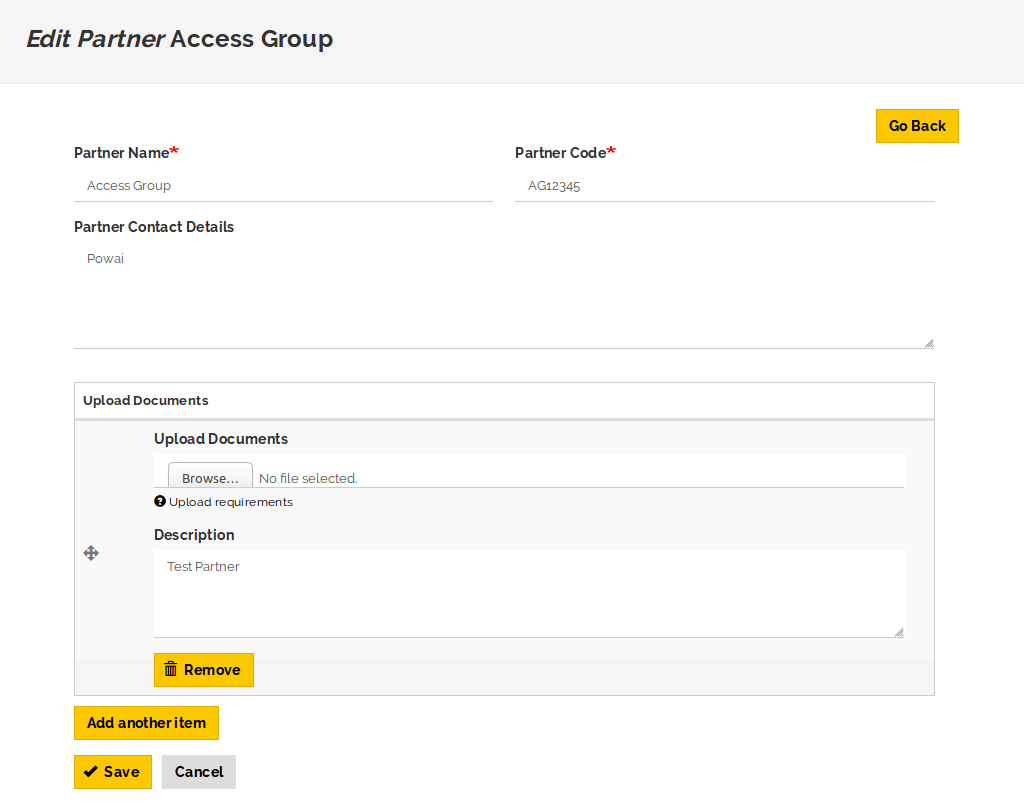 Edit Partner Access Group
Go Back
Partner Name*
Partner Code*
Access Group
AG12345
Partner Contact Details
Powai
Upload Documents
Upload Documents
Browse... No file selected.
Upload requirements
Description
Test Partner
Remove
Add another item
Save
Cancel